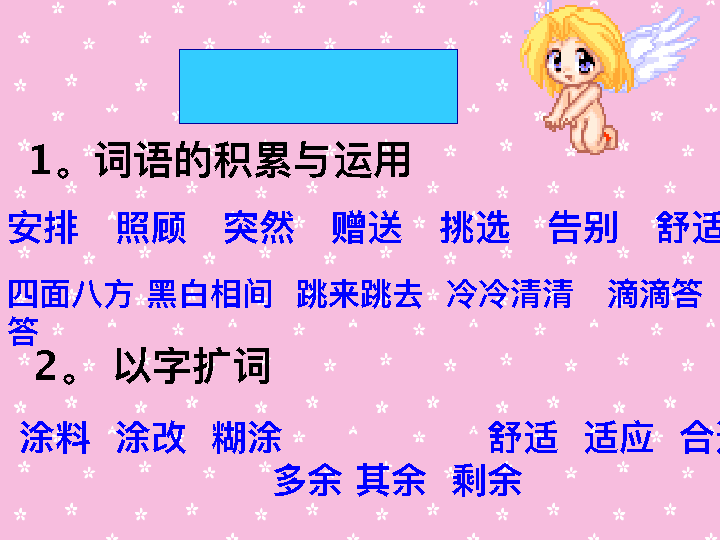 1。词语的积累与运用
安排 照顾 突然 赠送 挑选 告别 舒适
四面八方 黑白相间 跳来跳去 冷冷清清 滴滴答
答
2。 以字扩词
涂料 涂改 糊涂 舒适 适应 合适
多余 其余 剩余